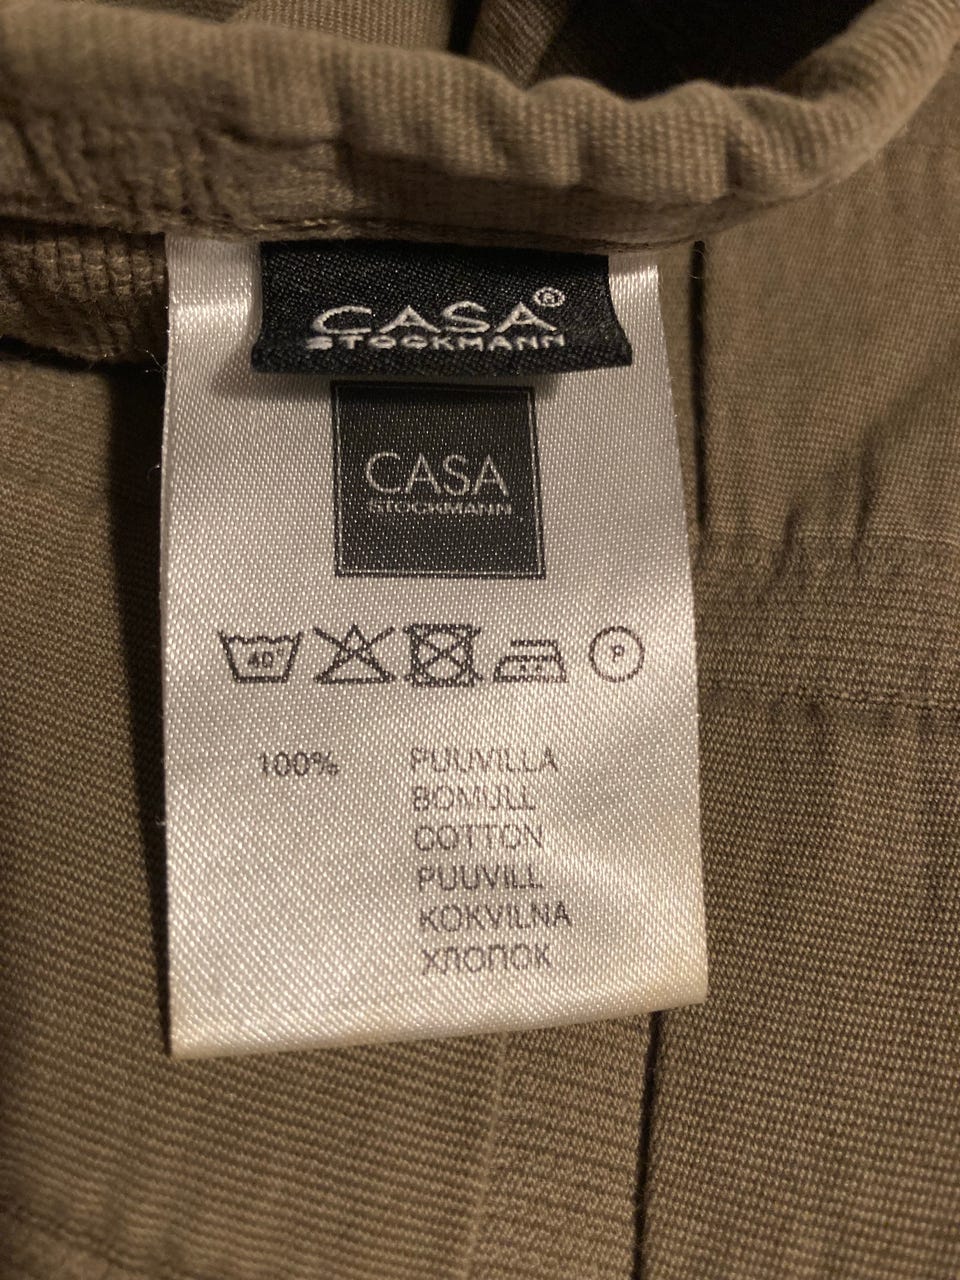 CASA®
STOCKMANN
CASA
STOCKMANN
40° P
100% PUUVILLA
BOMULL
COTTON
PUUVILL
KOKVILNA
ХЛОПОК